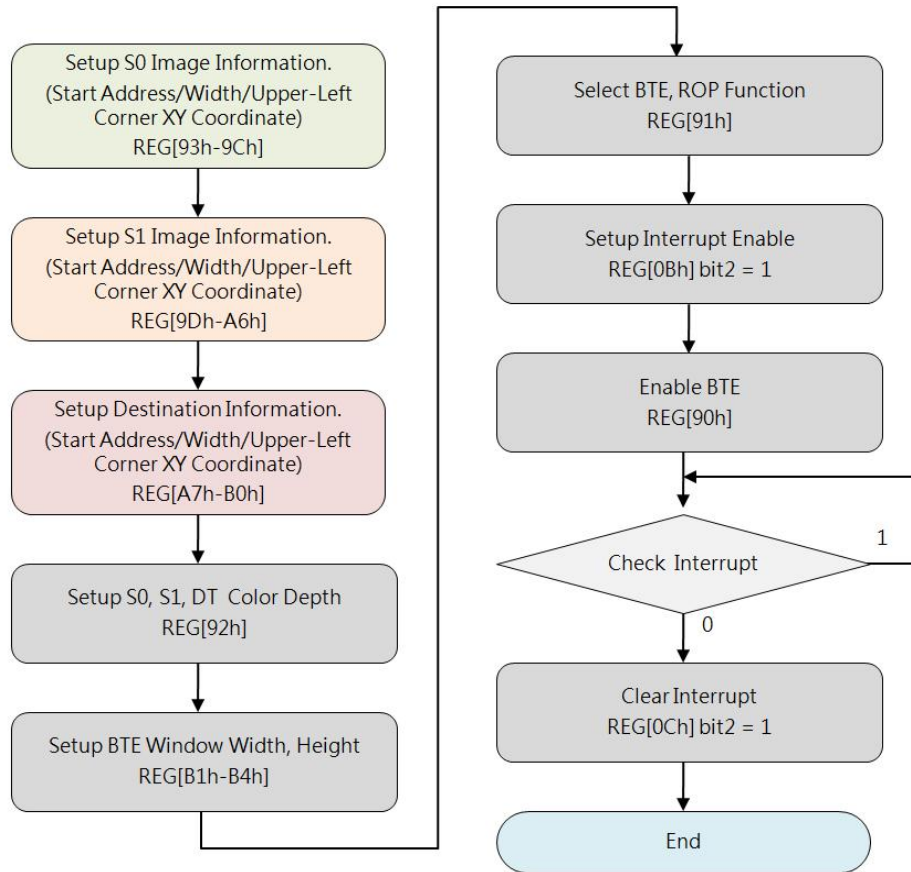 Setup S0 Image Information.
(Start Address/Width/Upper-Left
Corner XY Coordinate)
REG[93h-9Ch]
Setup S1 Image Information.
(Start Address/Width/Upper-Left
Corner XY Coordinate)
REG[9Dh-A6h]
Setup Destination Information.
(Start Address/Width/Upper-Left
Corner XY Coordinate)
REG[A7h-B0h]
Setup S0, S1, DT Color Depth
REG[92h]
Setup BTE Window Width, Height
REG[B1h-B4h]
Select BTE, ROP Function
REG[91h]
Setup Interrupt Enable
REG[0Bh] bit2 = 1
Enable BTE
REG[90h]
Check Interrupt
1
0
Clear Interrupt
REG[0Ch] bit2 = 1
End